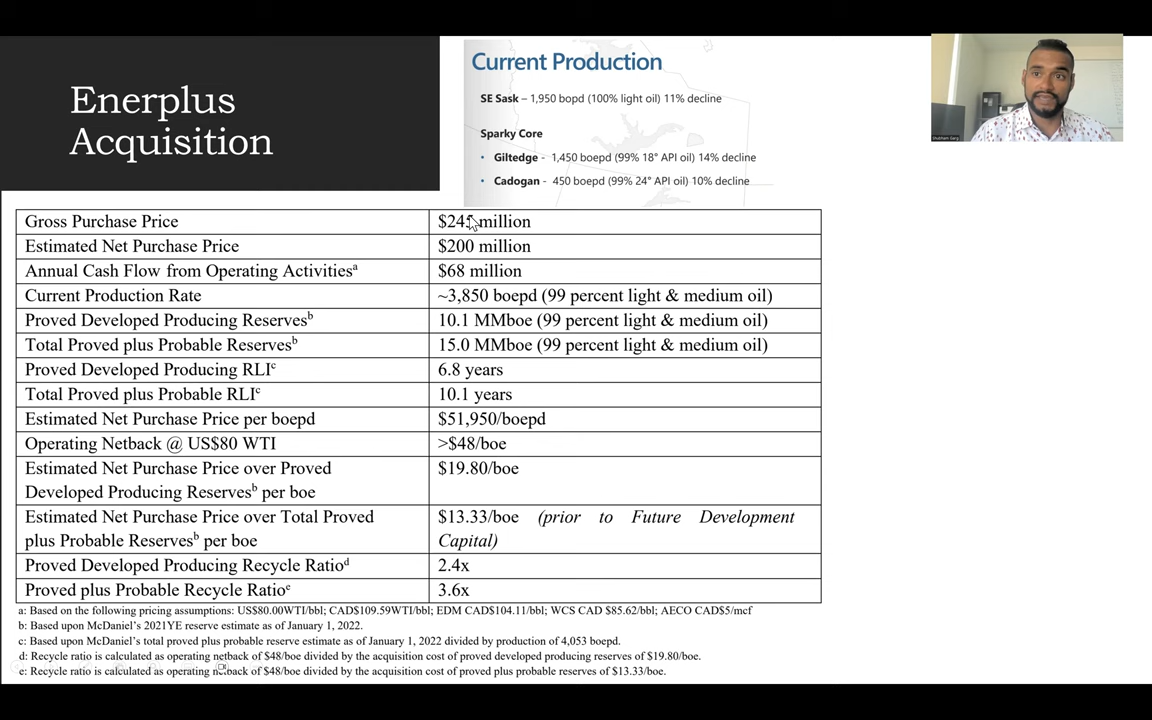 Enerplus
Acquisition
Current Production
SE Sask – 1,950 bopd (100% light oil) 11% decline
Sparky Core
• Giltedge - 1,450 boepd (99% 18° API oil) 14% decline
• Cadogan - 450 boepd (99% 24° API oil) 10% decline
Gross Purchase Price million
Estimated Net Purchase Price $200 million
Annual Cash Flow from Operating Activitiesᵃ $68 million
Current Production Rate ~3,850 boepd (99 percent light & medium oil)
Proved Developed Producing Reservesᵇ 10.1 MMboe (99 percent light & medium oil)
Total Proved plus Probable Reservesᵇ 15.0 MMboe (99 percent light & medium oil)
Proved Developed Producing RLIᶜ 6.8 years
Total Proved plus Probable RLIᶜ 10.1 years
Estimated Net Purchase Price per boepd $51,950/boepd
Operating Netback @ US$80 WTI >$48/boe
Estimated Net Purchase Price over Proved $19.80/boe
Developed Producing Reservesᵇ per boe
Estimated Net Purchase Price over Total Proved $13.33/boe (prior to Future Development
plus Probable Reservesᵇ per boe Capital)
Proved Developed Producing Recycle Ratioᵈ 2.4x
Proved plus Probable Recycle Ratioᵉ 3.6x
a: Based on the following pricing assumptions: US$80.00WTI/bbl; CAD$109.59WTI/bbl; EDM CAD$104.11/bbl; WCS CAD $85.62/bbl; AECO CAD$5/mcf
b: Based upon McDaniel's 2021YE reserve estimate as of January 1, 2022.
c: Based upon McDaniel's total proved plus probable reserve estimate as of January 1, 2022 divided by production of 4,053 boepd.
d: Recycle ratio is calculated as operating netback of $48/boe divided by the acquisition cost of proved developed producing reserves of $19.80/boe.
e: Recycle ratio is calculated as operating netback of $48/boe divided by the acquisition cost of proved plus probable reserves of $13.33/boe.